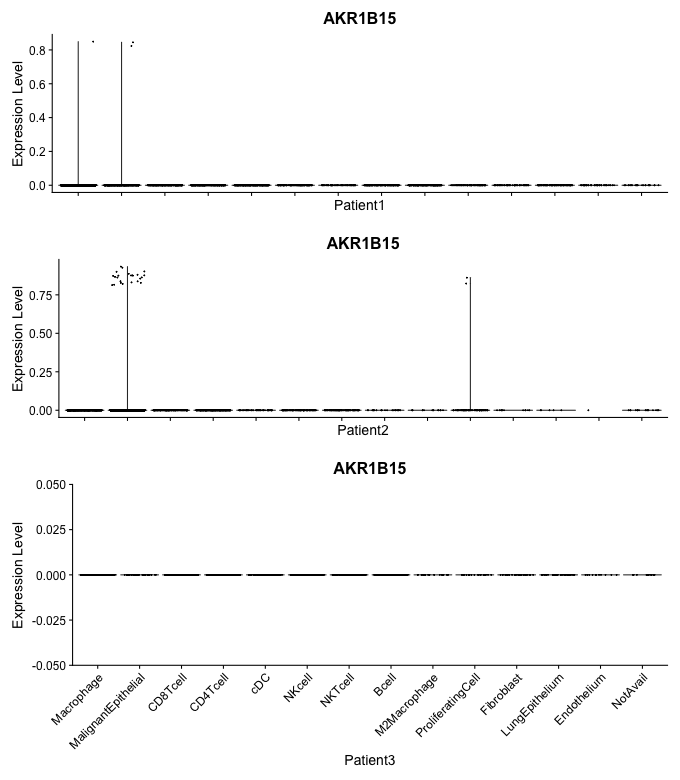 AKR1B15
Expression Level
0.8
0.6
0.4
0.2
0.0
Patient1
AKR1B15
Expression Level
0.75
0.50
0.25
0.00
Patient2
AKR1B15
Expression Level
0.050
0.025
0.000
-0.025
-0.050
Macrophage
MalignantEpithelial
CD8Tcell
CD4Tcell
cDC
NKcell
NKTcell
Bcell
M2Macrophage
ProliferatingCell
Fibroblast
LungEpithelium
Endothelium
NotAvail
Patient3